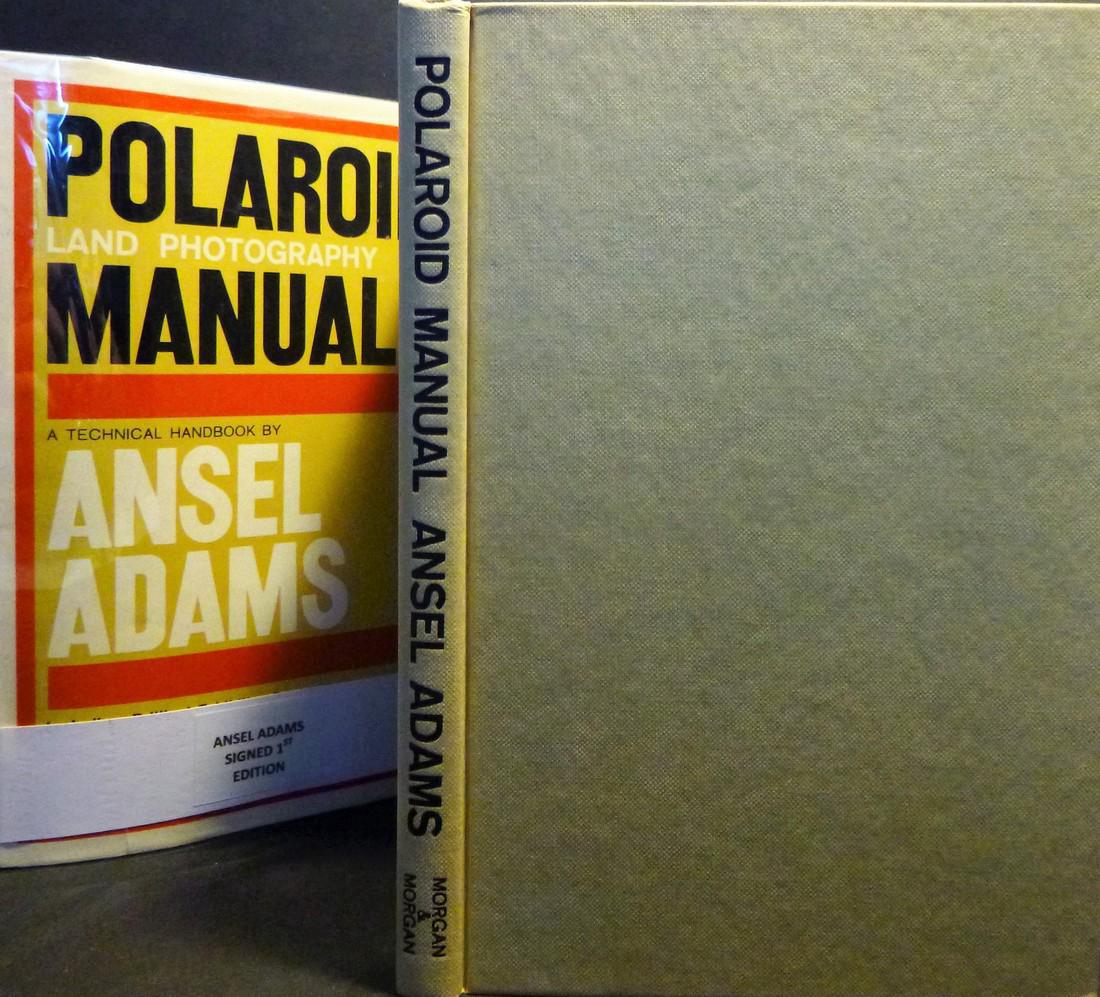 POLAROI
LAND PHOTOGRAPHY
MANUAL
A TECHNICAL HANDBOOK BY
ANSEL
ADAMS
ANSEL ADAMS
SIGNED 1ST
EDITION
POLAROID MANUAL ANSEL ADAMS
MORGAN
&
MORGAN